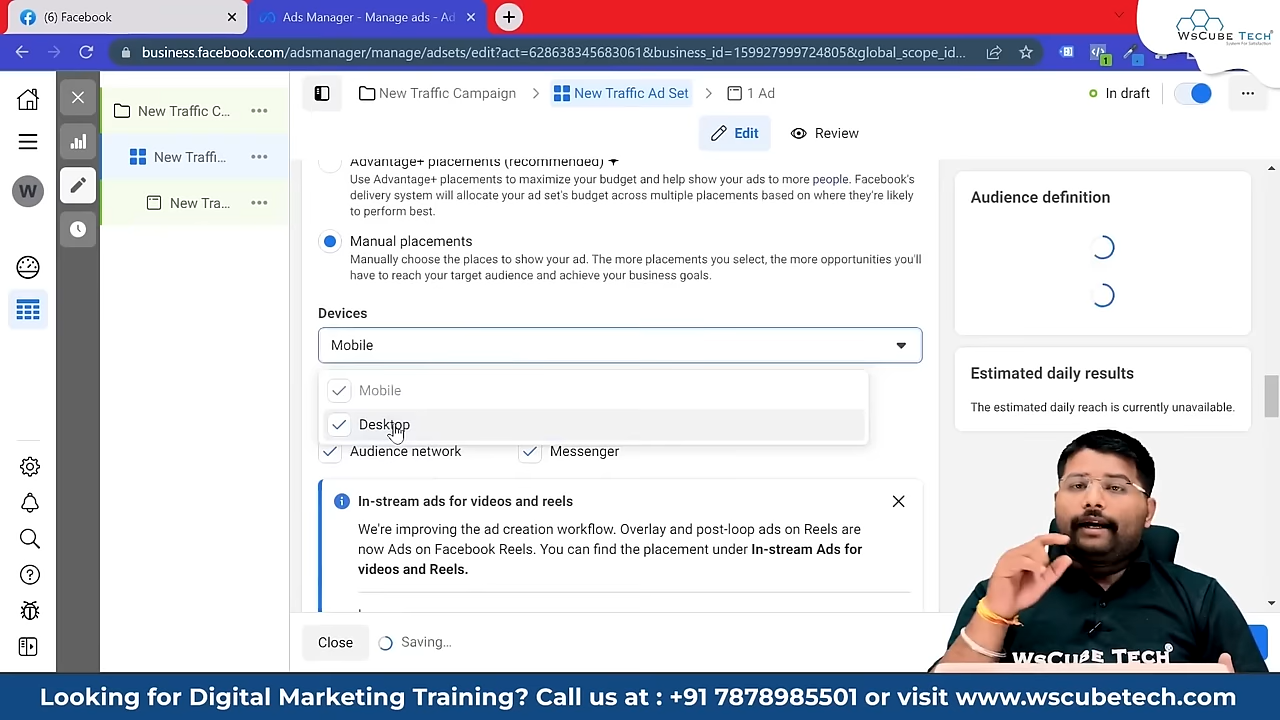 (6) Facebook
Ads Manager - Manage ads - Ad
WsCube Tech
business.facebook.com/adsmanager/manage/adsets/edit?act=628638345683061&business_id=159927999724805&global_scope_id...
New Traffic C...
New Traffi...
New Tra...
W
New Traffic Campaign > New Traffic Ad Set > 1 Ad
In draft
Edit
Review
Advantage+ placements (recommended)
Use Advantage+ placements to maximize your budget and help show your ads to more people. Facebook's
delivery system will allocate your ad set's budget across multiple placements based on where they're likely
to perform best.
Manual placements
Manually choose the places to show your ad. The more placements you select, the more opportunities you'll
have to reach your target audience and achieve your business goals.
Devices
Mobile
Mobile
Desktop
Audience network
Messenger
In-stream ads for videos and reels
We're improving the ad creation workflow. Overlay and post-loop ads on Reels are
now Ads on Facebook Reels. You can find the placement under In-stream Ads for
videos and Reels.
Close
Saving...
Audience definition
Estimated daily results
The estimated daily reach is currently unavailable.
WsCube Tech
Looking for Digital Marketing Training? Call us at : +91 7878985501 or visit www.wscubetech.com